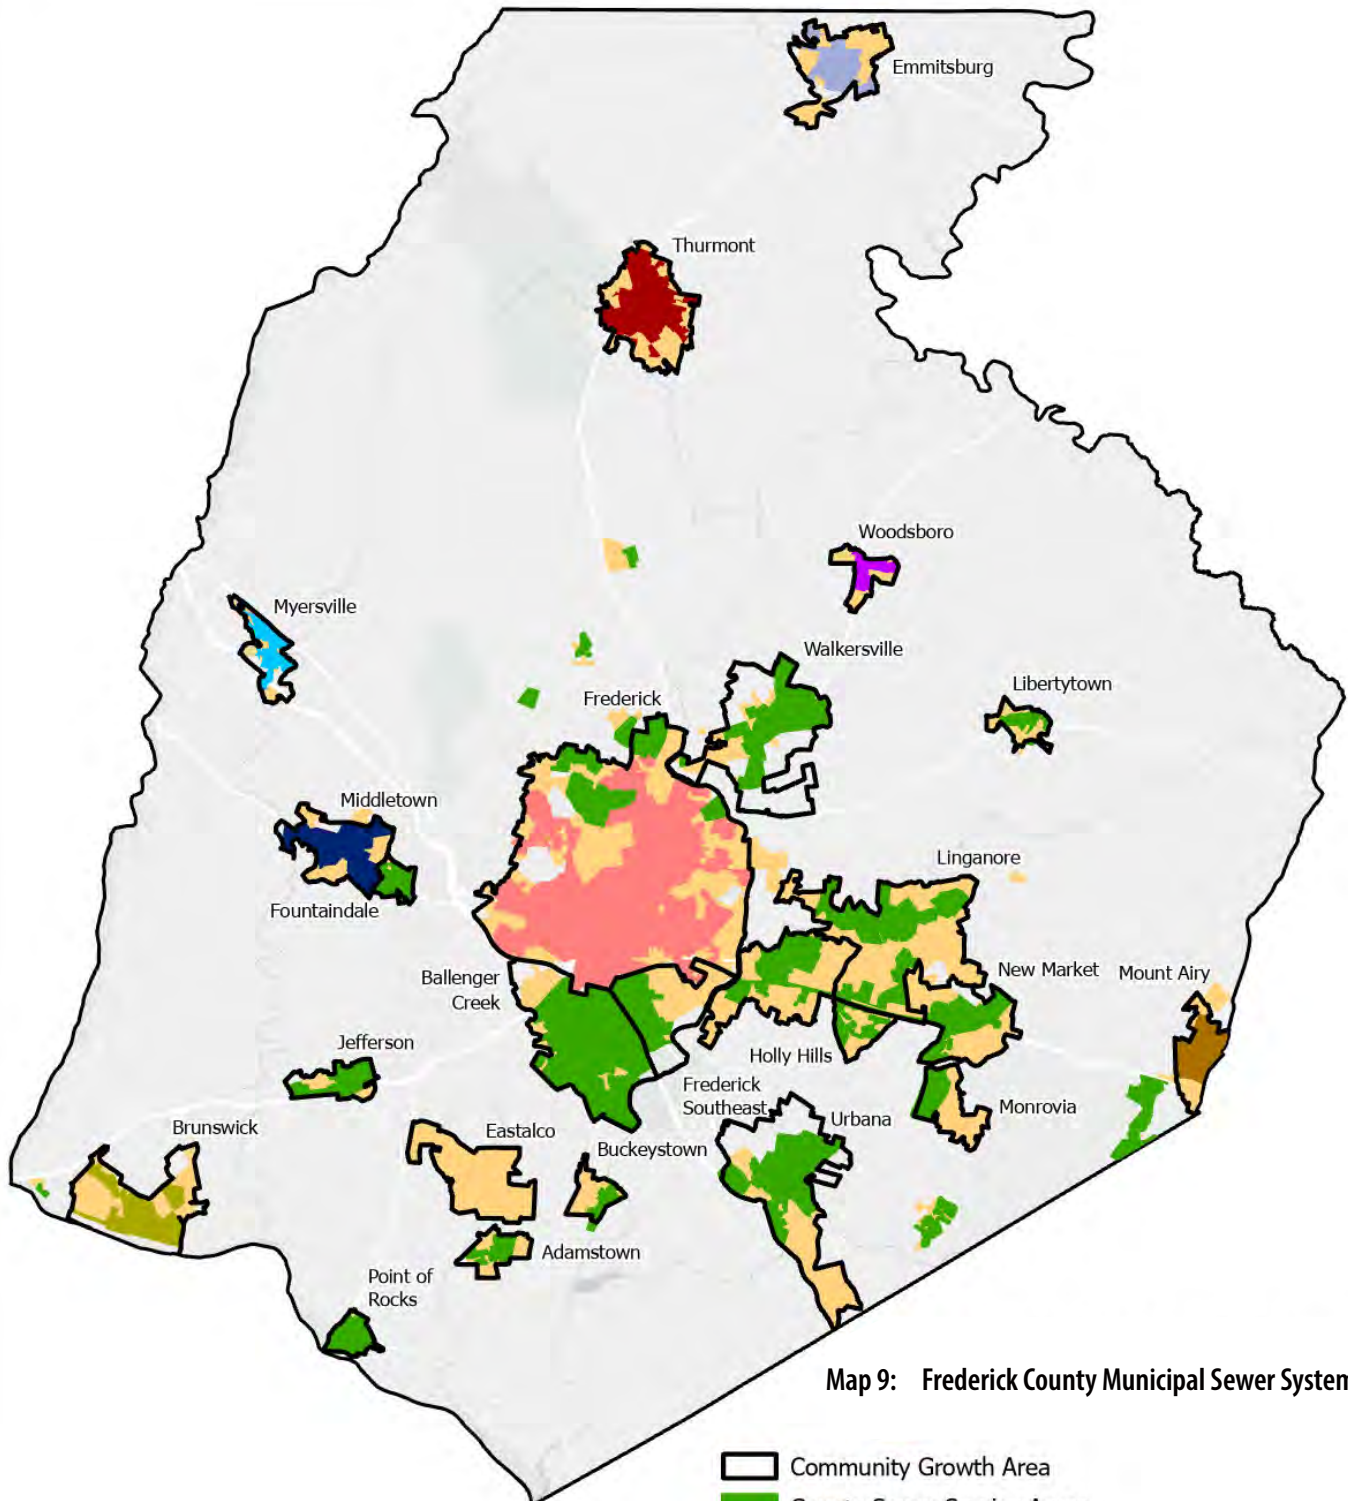 Emmitsburg
Thurmont
Woodsboro
Myersville
Walkersville
Libertytown
Frederick
Middletown
Linganore
Fountaindale
Ballenger
Creek
New Market
Mount Airy
Jefferson
Holly Hills
Frederick
Southeast
Monrovia
Urbana
Brunswick
Eastalco
Buckeystown
Adamstown
Point of
Rocks
Map 9: Frederick County Municipal Sewer System
Community Growth Area